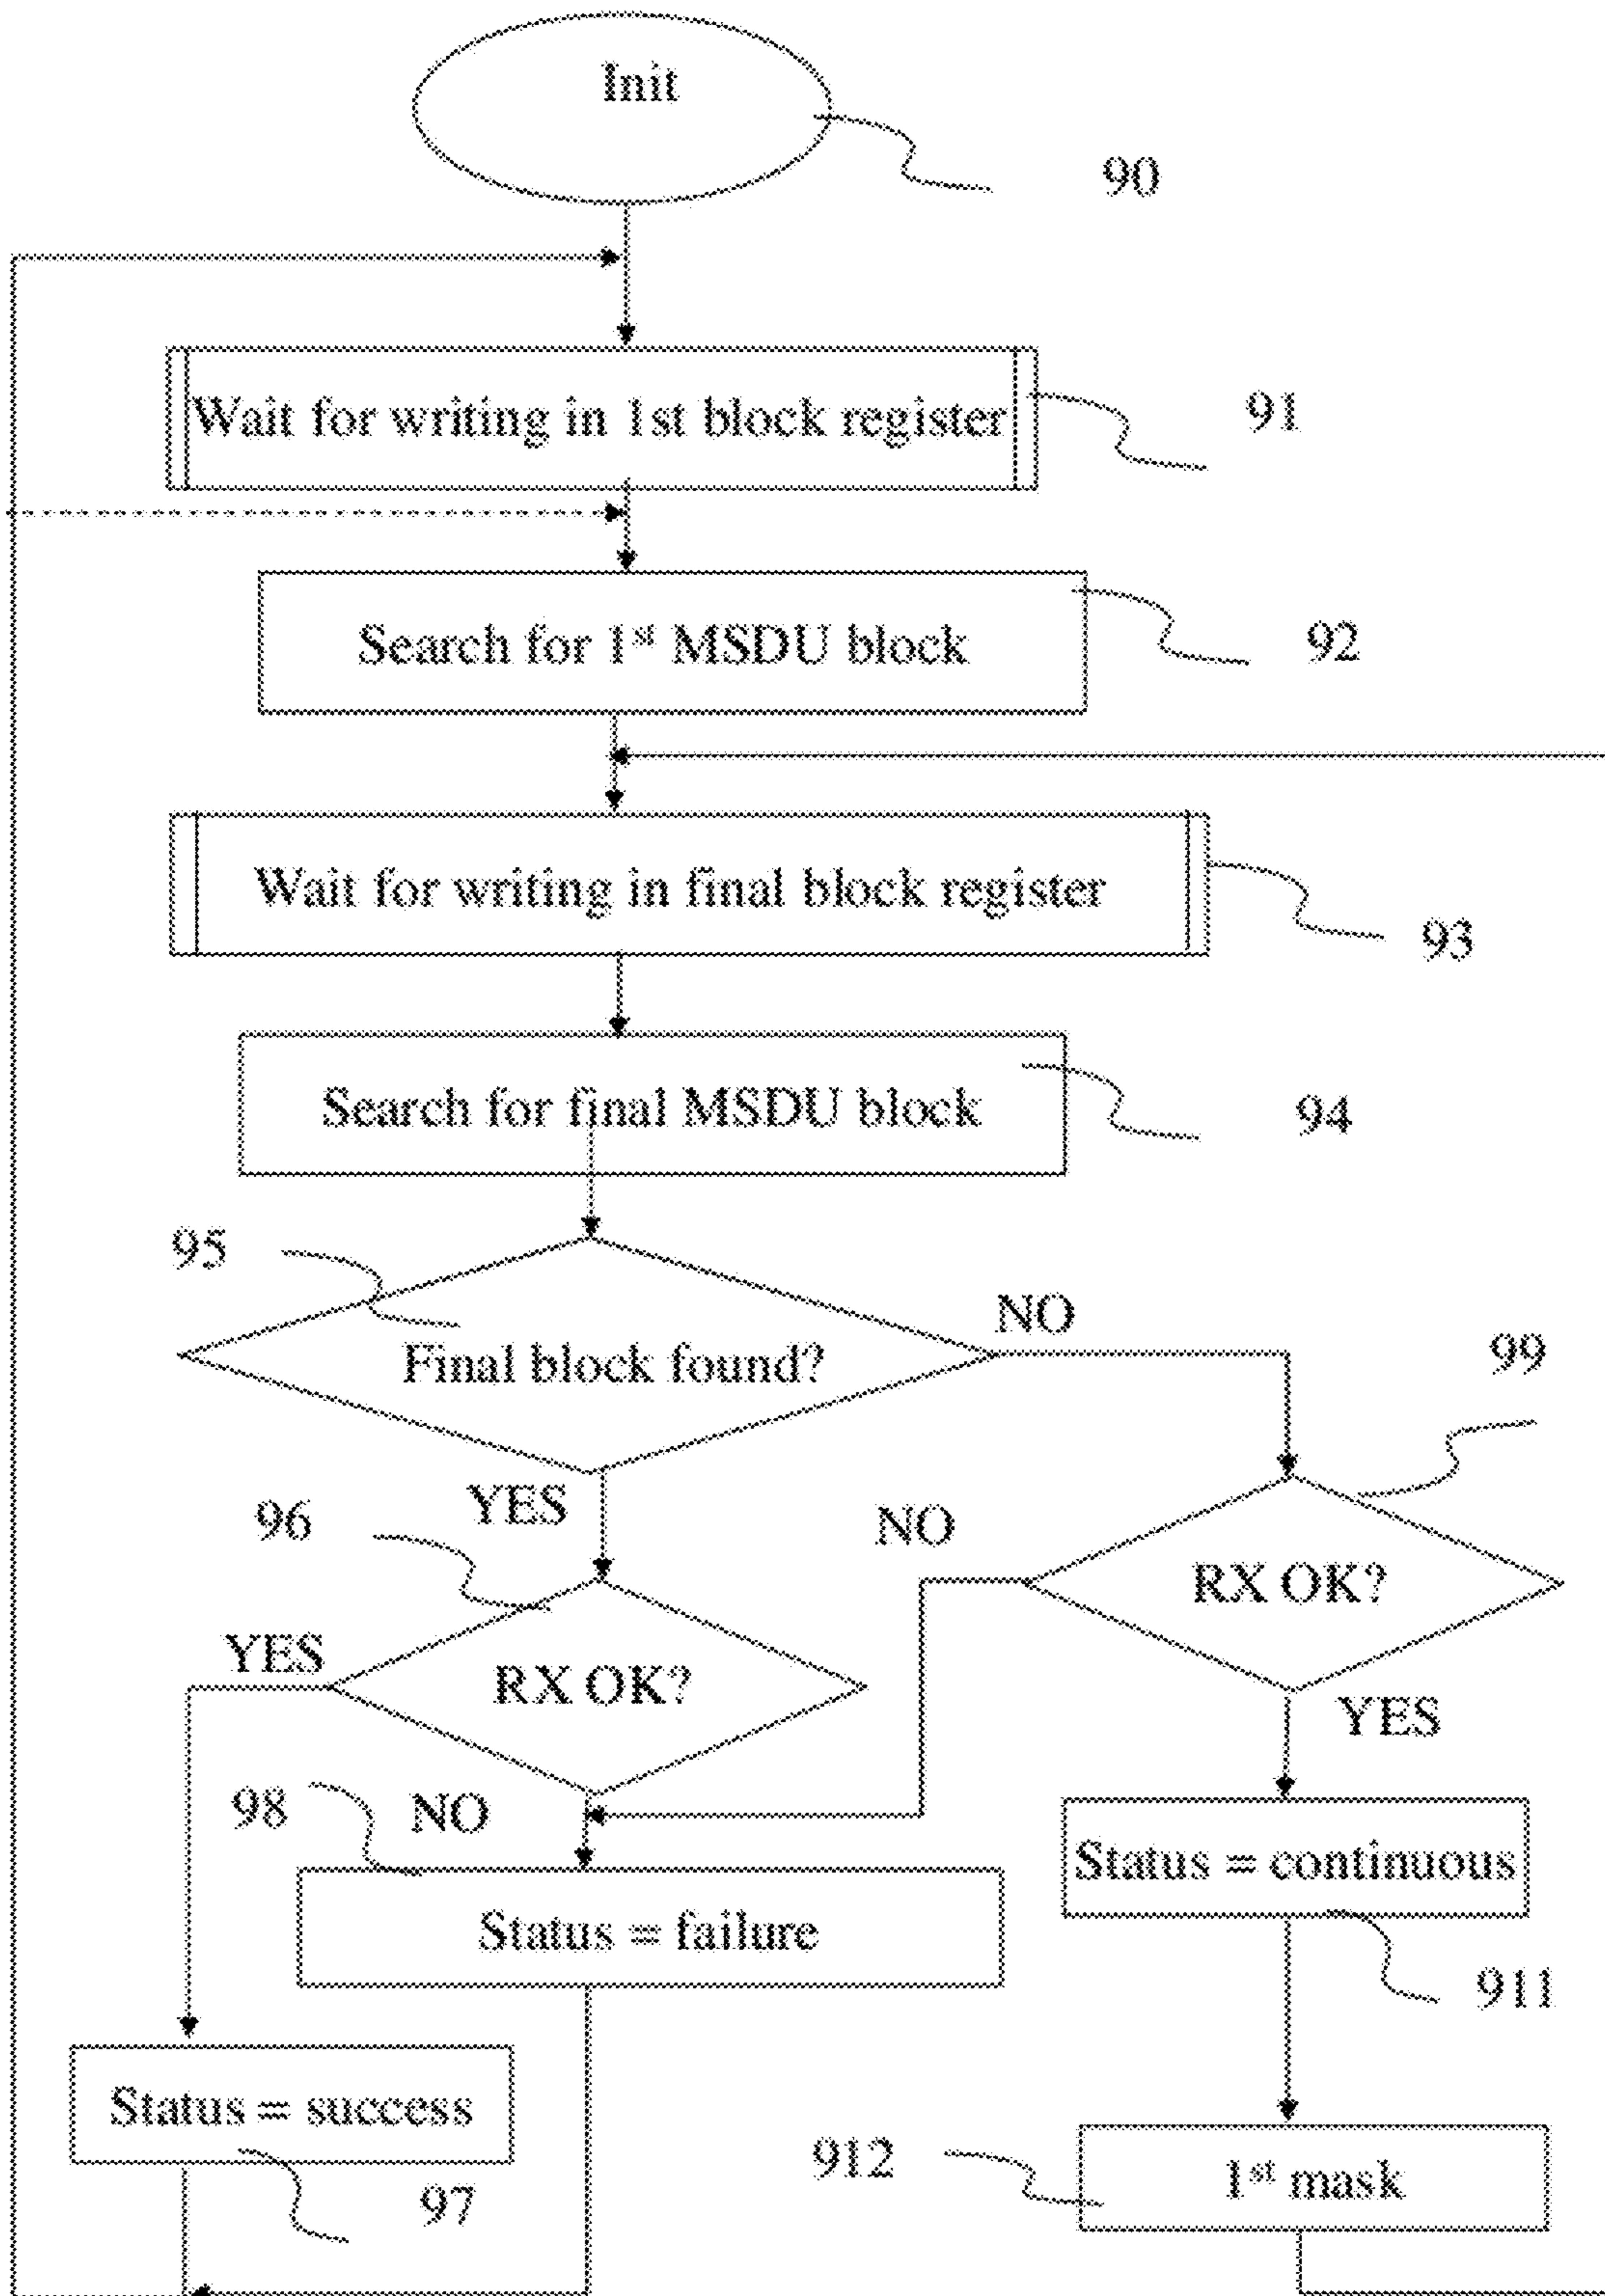 Init
90
Wait for writing in 1st block register
91
Search for 1st MSDU block
92
Wait for writing in final block register
93
Search for final MSDU block
94
95
NO
Final block found?
99
YES
96
NO
RX OK?
YES
RX OK?
YES
98
NO
Status = continuous
Status = failure
911
Status = success
912
1st mask
97